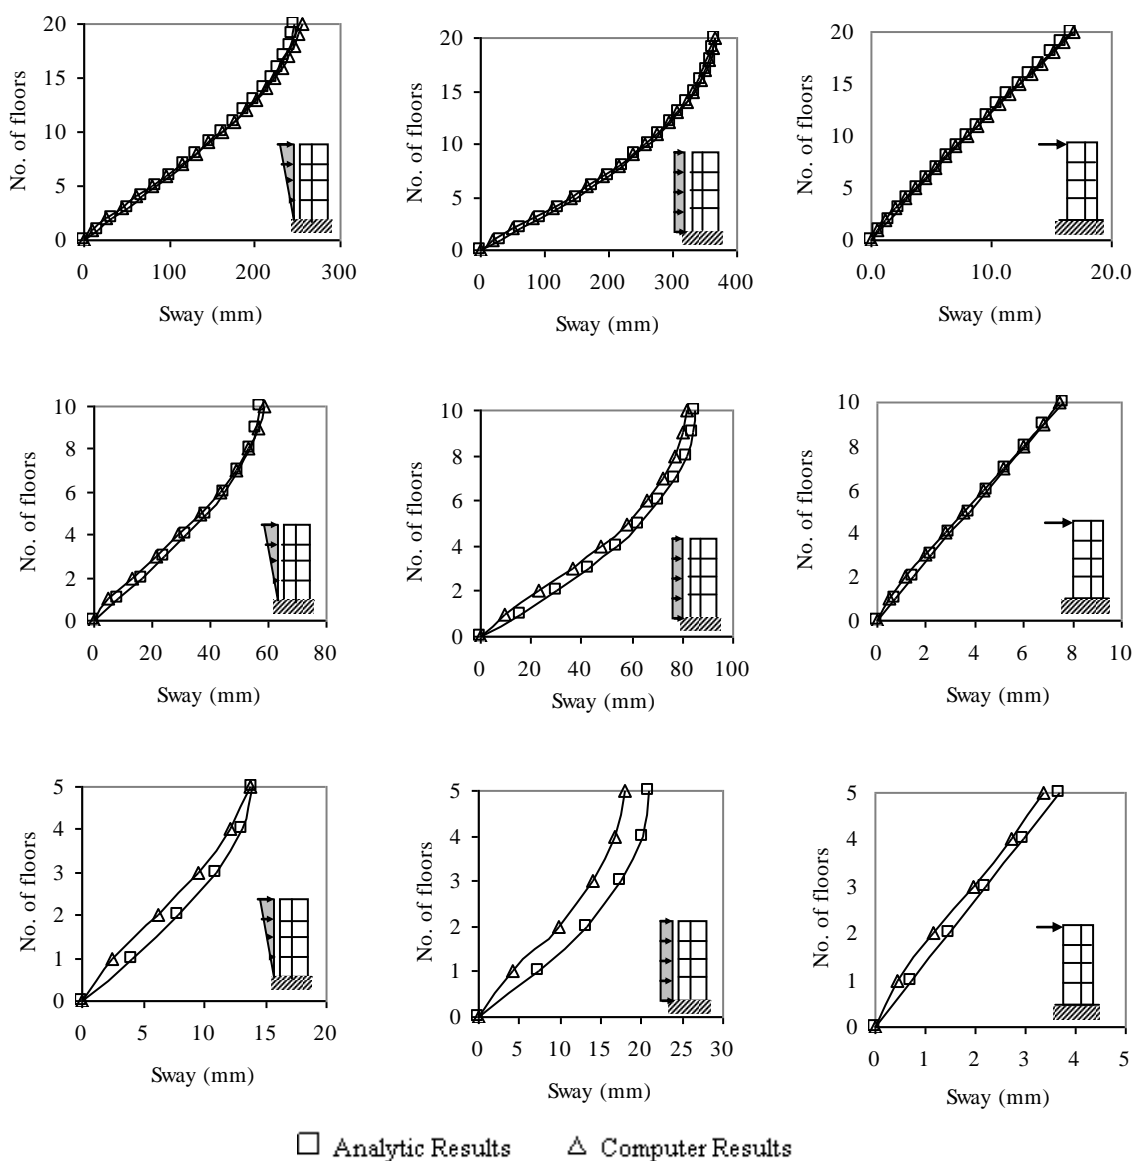 20
15
10
5
0
No. of floors
0 100 200 300
Sway (mm)
20
15
10
5
0
No. of floors
0 100 200 300 400
Sway (mm)
20
10
0
No. of floors
0.0 10.0 20.0
Sway (mm)
10
8
6
4
2
0
No. of floors
0 20 40 60 80
Sway (mm)
10
8
6
4
2
0
No. of floors
0 20 40 60 80 100
Sway (mm)
10
8
6
4
2
0
No. of floors
0 2 4 6 8 10
Sway (mm)
5
4
3
2
1
0
No. of floors
0 5 10 15 20
Sway (mm)
5
4
3
2
1
0
No. of floors
0 5 10 15 20 25 30
Sway (mm)
5
4
3
2
1
0
No. of floors
0 1 2 3 4 5
Sway (mm)
Analytic Results Computer Results